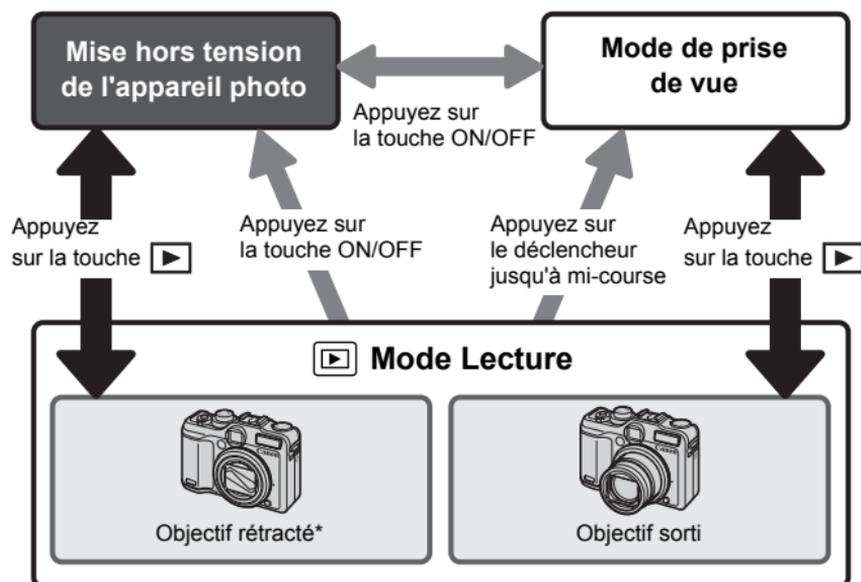 Mise hors tension
de l'appareil photo
Mode de prise
de vue
Appuyez sur
la touche ON/OFF
Appuyez
sur la touche
Appuyez sur
la touche ON/OFF
Appuyez sur
le déclencheur
jusqu'à mi-course
Appuyez
sur la touche
Mode Lecture
Canon
Objectif rétracté*
Canon
Objectif sorti